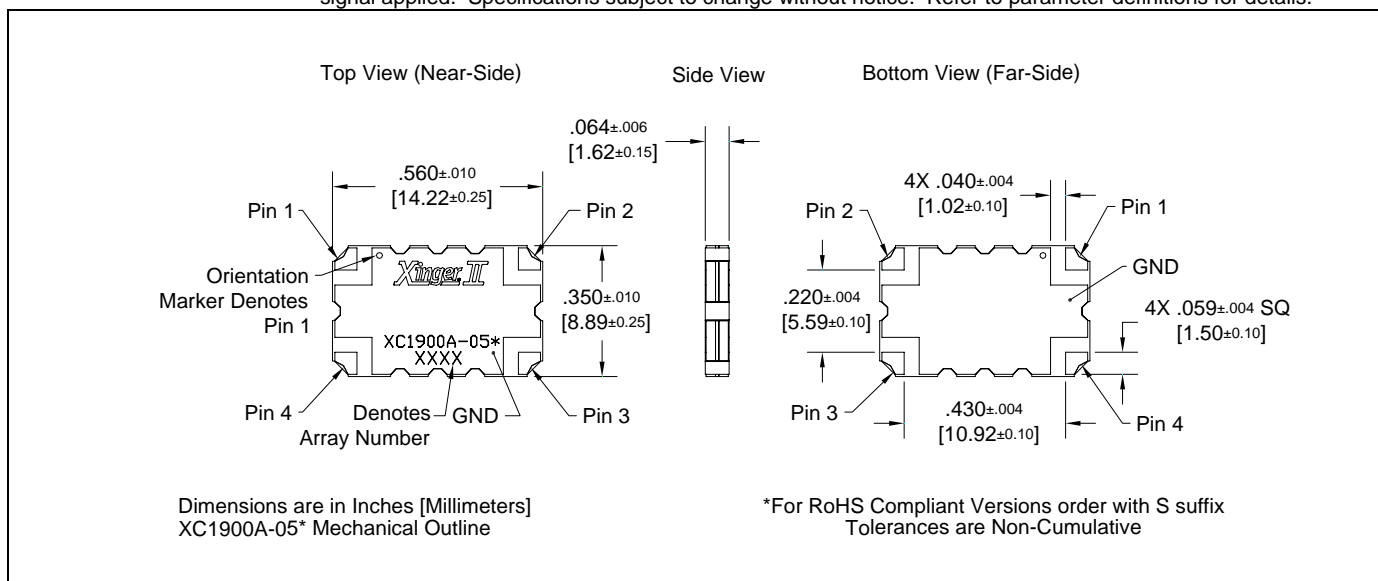 signal applied. Specifications subject to change without notice. Refer to parameter definitions for details.
Top View (Near-Side)
Side View
Bottom View (Far-Side)
.560±.010
[14.22±0.25]
.064±.006
[1.62±0.15]
4X .040±.004
[1.02±0.10]
Pin 1
Pin 2
Pin 2
Pin 1
Orientation
Marker Denotes
Pin 1
Xinger II
XC1900A-05*
XXXX
.350±.010
[8.89±0.25]
.220±.004
[5.59±0.10]
GND
4X .059±.004 SQ
[1.50±0.10]
Pin 4
Denotes
Array Number
GND
Pin 3
Pin 3
.430±.004
[10.92±0.10]
Pin 4
Dimensions are in Inches [Millimeters]
XC1900A-05* Mechanical Outline
*For RoHS Compliant Versions order with S suffix
Tolerances are Non-Cumulative